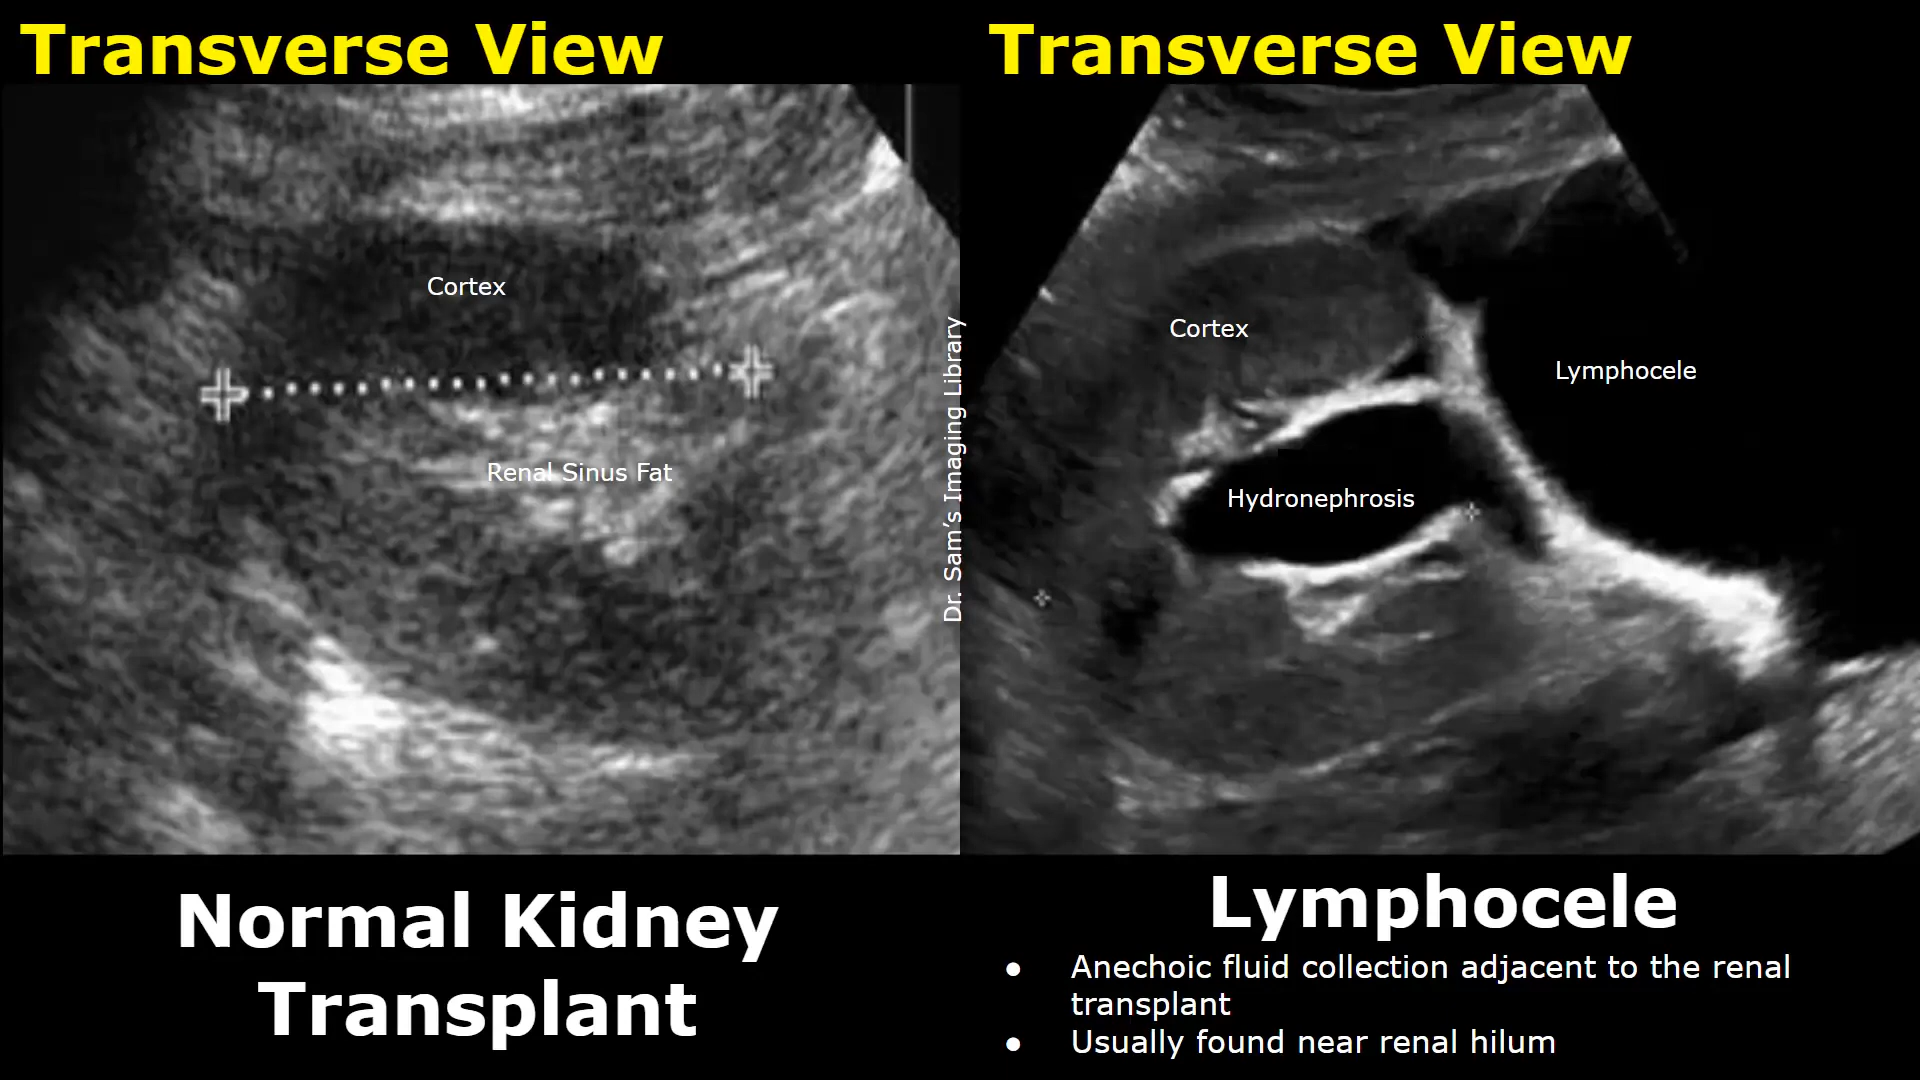 Transverse View
Cortex
Renal Sinus Fat
Normal Kidney
Transplant
Dr. Sam’s Imaging Library
Transverse View
Cortex
Lymphocele
Hydronephrosis
Lymphocele
● Anechoic fluid collection adjacent to the renal
transplant
● Usually found near renal hilum